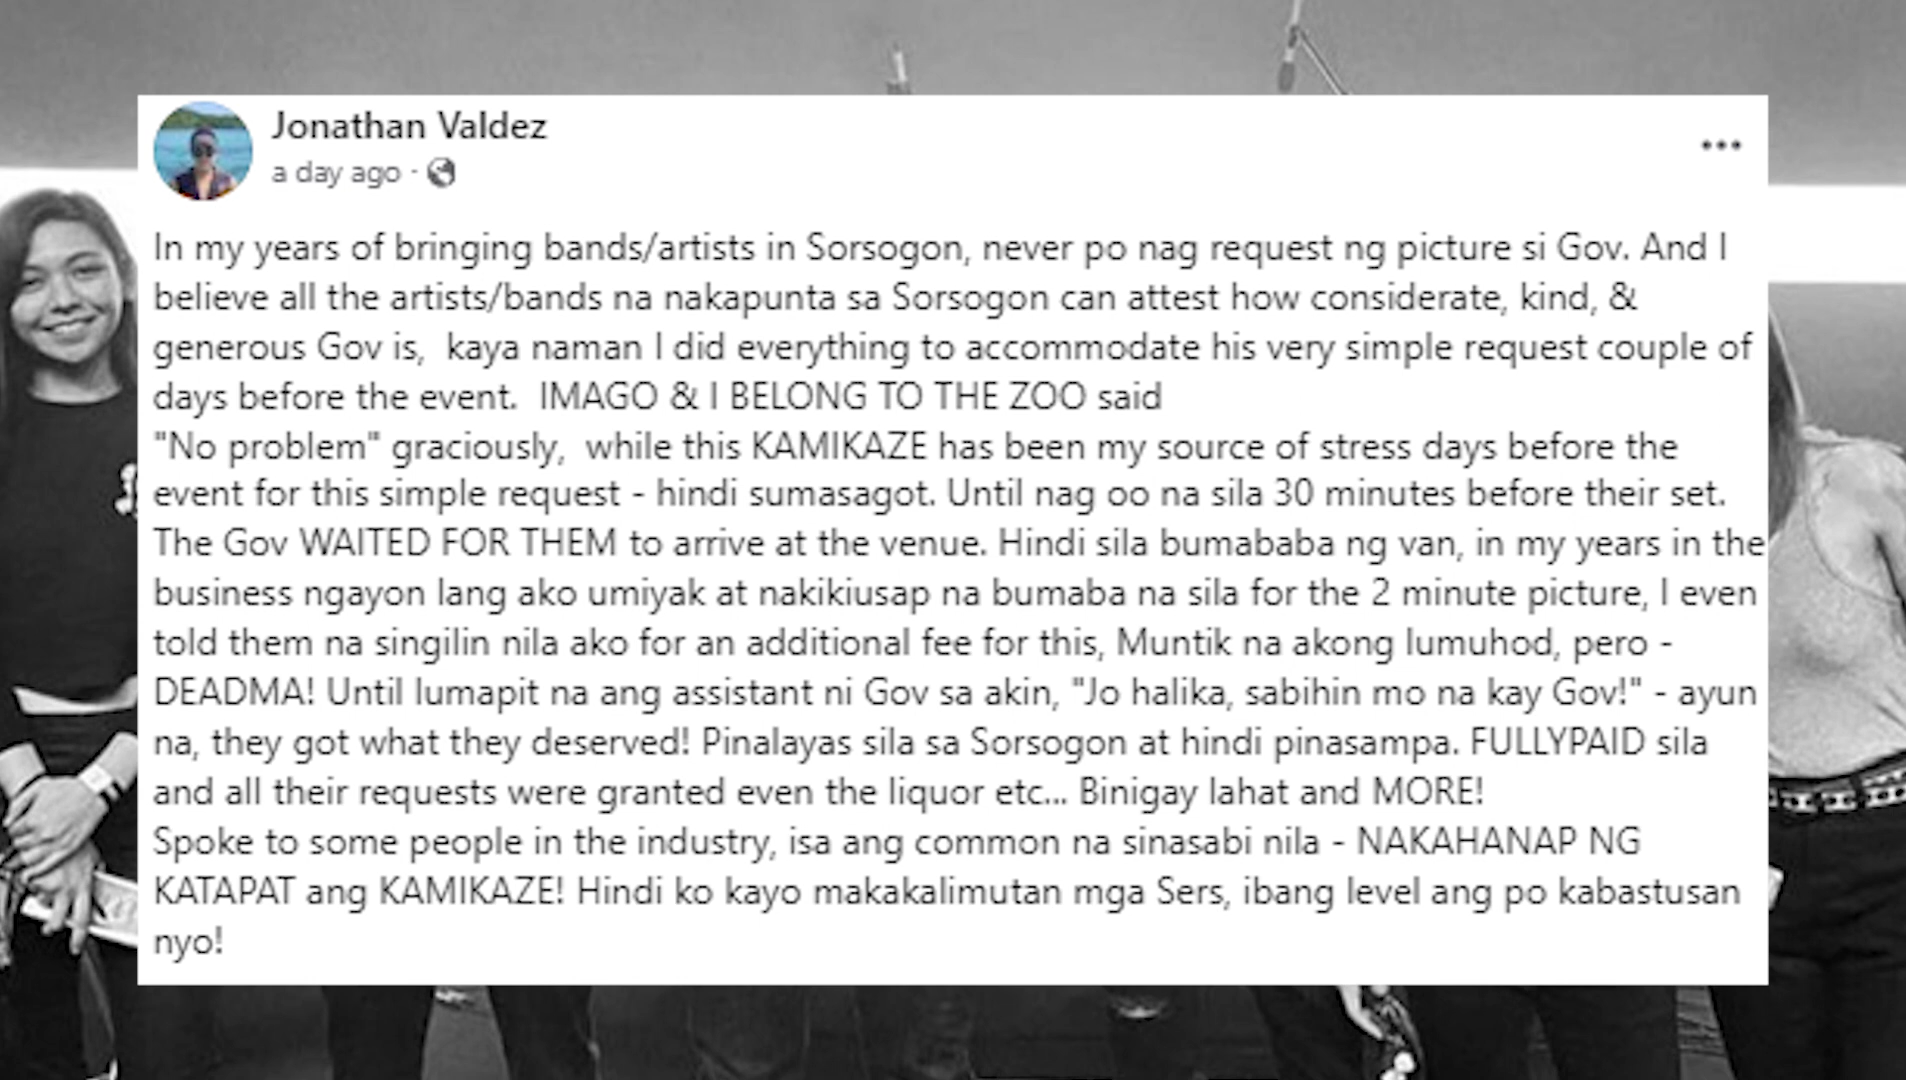 Jonathan Valdez
a day ago ·
In my years of bringing bands/artists in Sorsogon, never po nag request ng picture si Gov. And I
believe all the artists/bands na nakapunta sa Sorsogon can attest how considerate, kind, &
generous Gov is,  kaya naman I did everything to accommodate his very simple request couple of
days before the event.  IMAGO & I BELONG TO THE ZOO said
"No problem" graciously,  while this KAMIKAZE has been my source of stress days before the
event for this simple request - hindi sumasagot. Until nag oo na sila 30 minutes before their set.
The Gov WAITED FOR THEM to arrive at the venue. Hindi sila bumababa ng van, in my years in the
business ngayon lang ako umiyak at nakikiusap na bumaba na sila for the 2 minute picture, I even
told them na singilin nila ako for an additional fee for this, Muntik na akong lumuhod, pero -
DEADMA! Until lumapit na ang assistant ni Gov sa akin, "Jo halika, sabihin mo na kay Gov!" - ayun
na, they got what they deserved! Pinalayas sila sa Sorsogon at hindi pinasampa. FULLYPAID sila
and all their requests were granted even the liquor etc... Binigay lahat and MORE!
Spoke to some people in the industry, isa ang common na sinasabi nila - NAKAHANAP NG
KATAPAT ang KAMIKAZE! Hindi ko kayo makakalimutan mga Sers, ibang level ang po kabastusan
nyo!